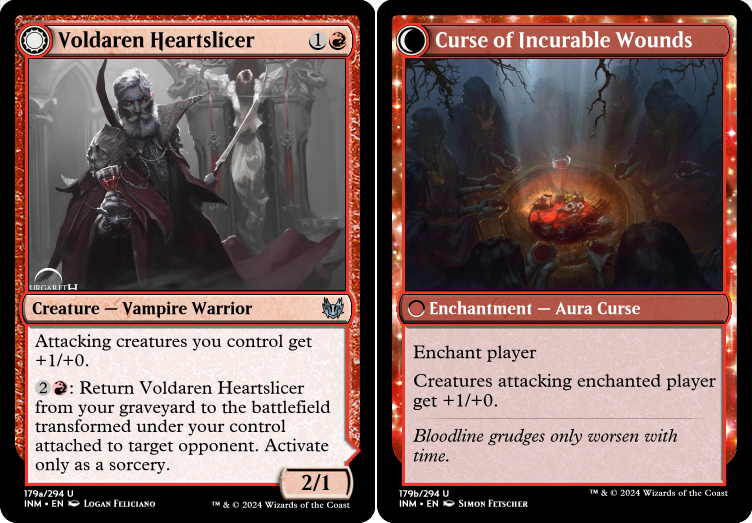 Voldaren Heartslicer
1
Creature — Vampire Warrior
Attacking creatures you control get
+1/+0.
2 : Return Voldaren Heartslicer
from your graveyard to the battlefield
transformed under your control
attached to target opponent. Activate
only as a sorcery.
2/1
179a/294 U
INM • EN LOGAN FELICIANO
™ & © 2024 Wizards of the Coast
Curse of Incurable Wounds
Enchantment — Aura Curse
Enchant player
Creatures attacking enchanted player
get +1/+0.
Bloodline grudges only worsen with
time.
179b/294 U
INM • EN SIMON FETSCHER
™ & © 2024 Wizards of the Coast